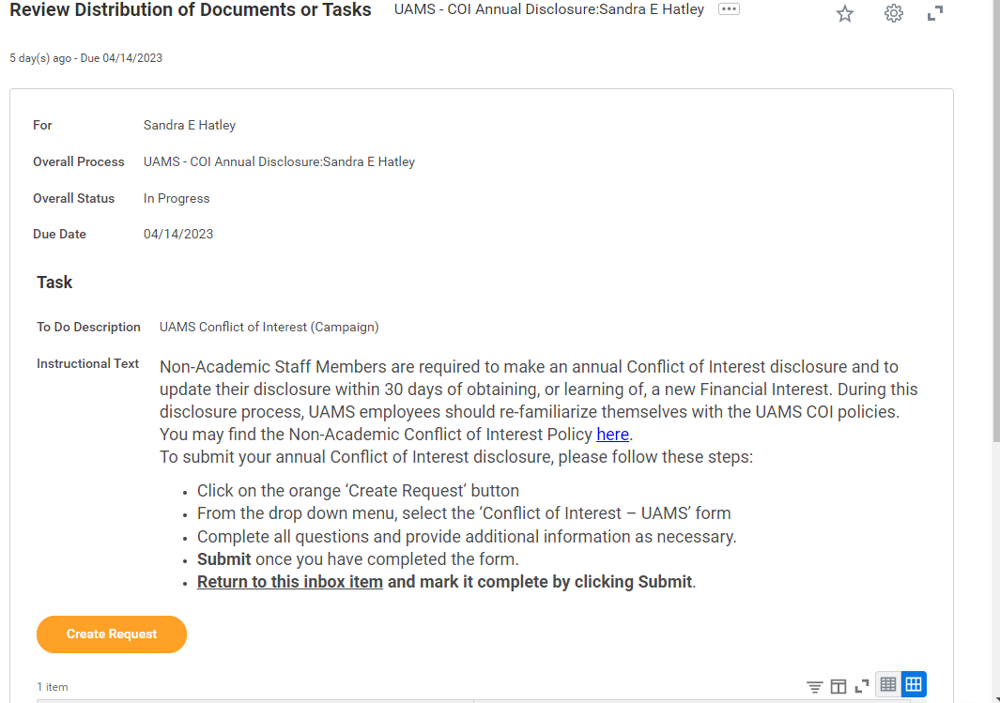 Review Distribution of Documents or Tasks UAMS - COI Annual Disclosure:Sandra E Hatley
5 day(s) ago - Due 04/14/2023
For Sandra E Hatley
Overall Process UAMS - COI Annual Disclosure:Sandra E Hatley
Overall Status In Progress
Due Date 04/14/2023
Task
To Do Description UAMS Conflict of Interest (Campaign)
Instructional Text Non-Academic Staff Members are required to make an annual Conflict of Interest disclosure and to
update their disclosure within 30 days of obtaining, or learning of, a new Financial Interest. During this
disclosure process, UAMS employees should re-familiarize themselves with the UAMS COI policies.
You may find the Non-Academic Conflict of Interest Policy here.
To submit your annual Conflict of Interest disclosure, please follow these steps:
• Click on the orange ‘Create Request’ button
• From the drop down menu, select the ‘Conflict of Interest – UAMS’ form
• Complete all questions and provide additional information as necessary.
• Submit once you have completed the form.
• Return to this inbox item and mark it complete by clicking Submit.
Create Request
1 item